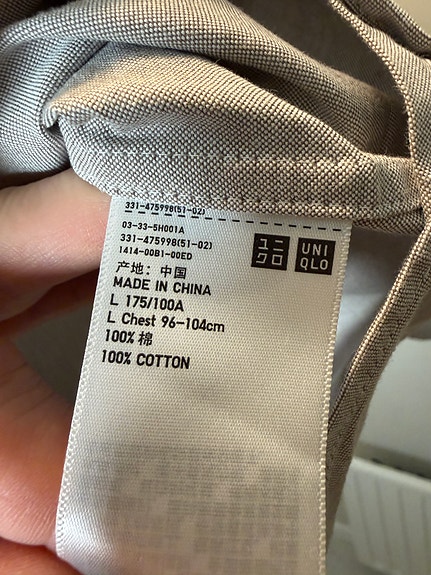 331-475998(51-02)
03-33-5H001A
331-475998(51-02)
1414-00B1-00ED
ユニ
クロ
UNI
QLO
产地：中国
MADE IN CHINA
L 175/100A
L Chest 96-104cm
100% 棉
100% COTTON